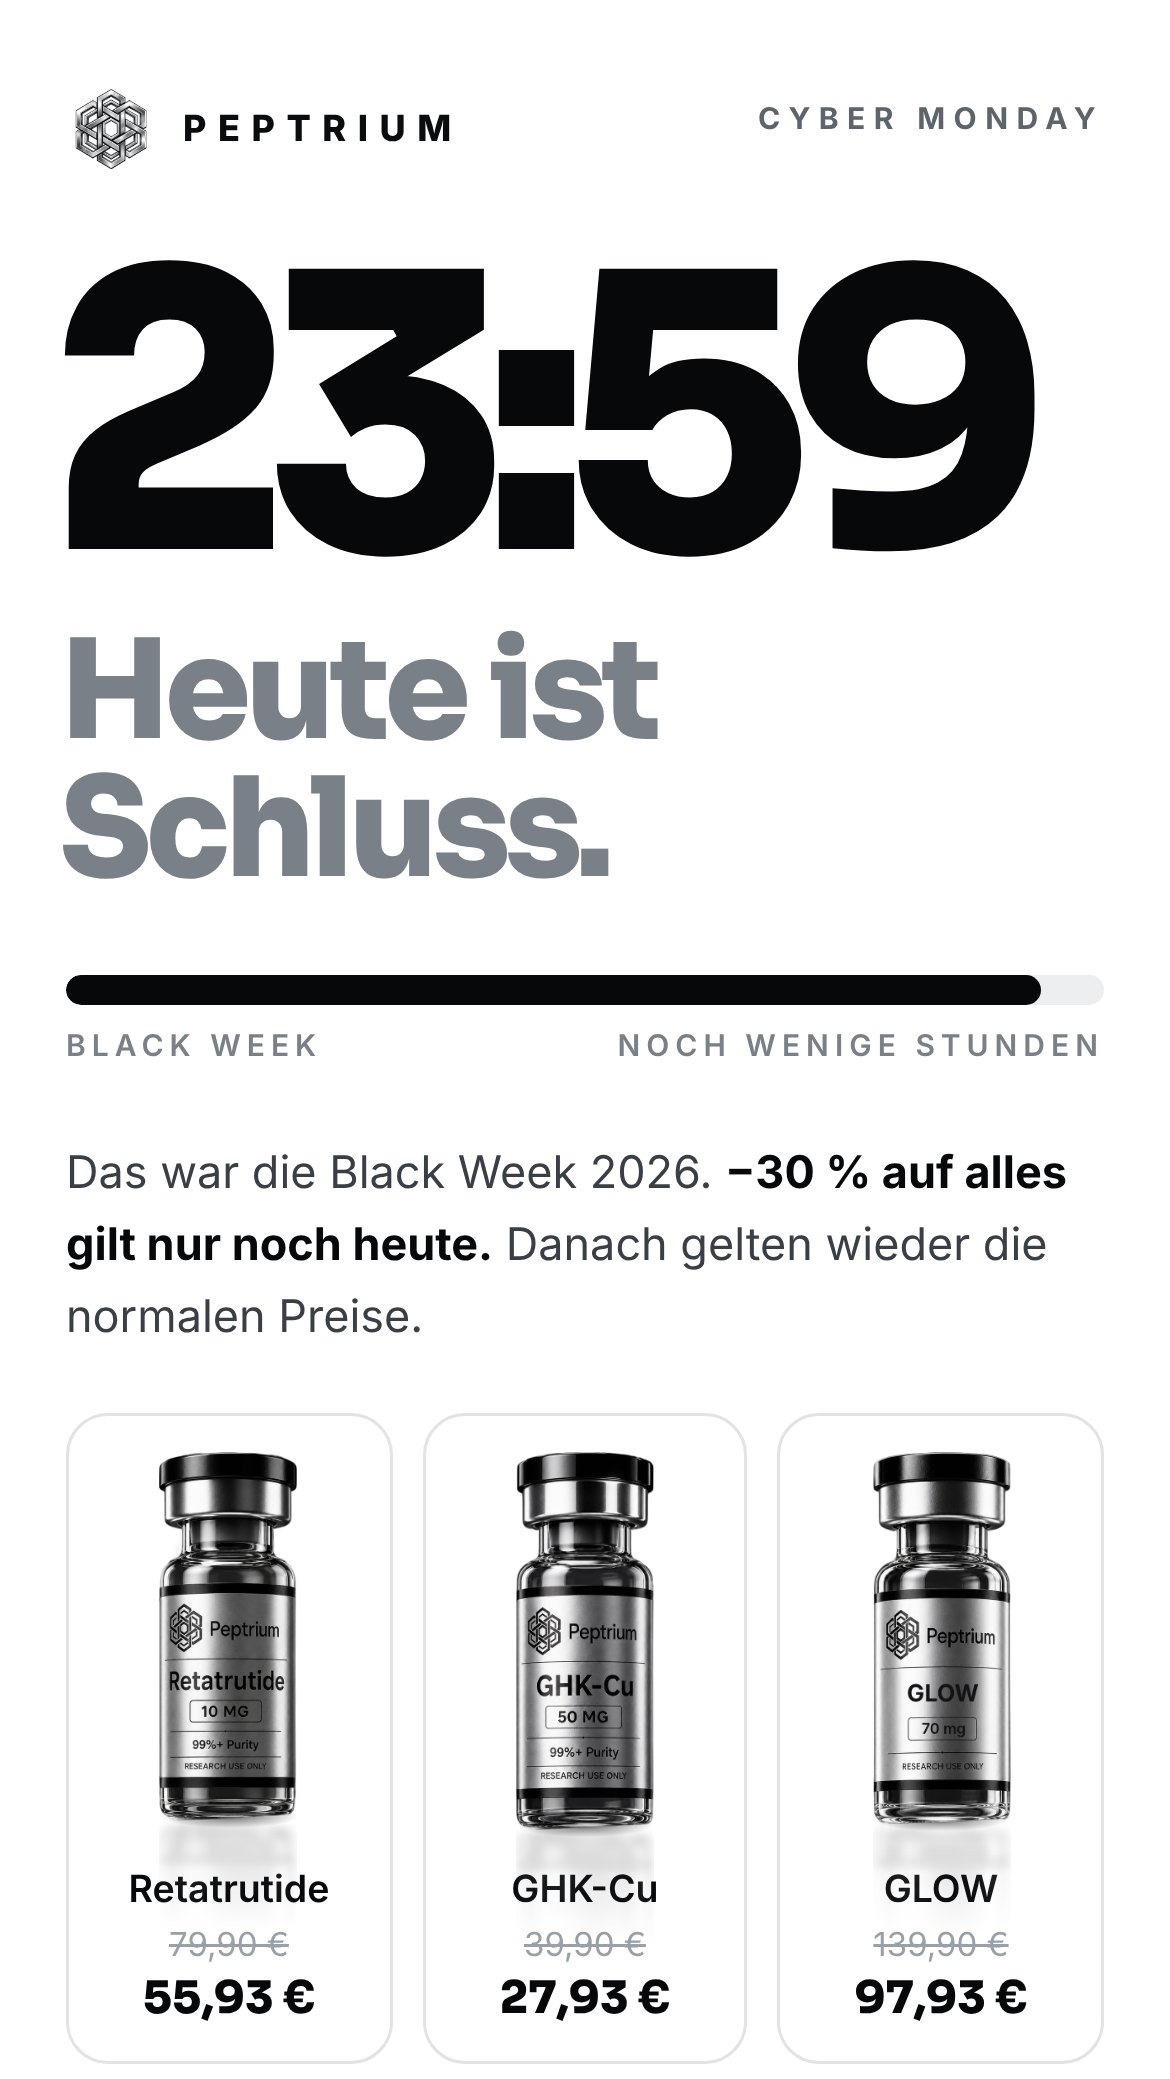 PEPTRIUM
CYBER MONDAY
23:59
Heute ist
Schluss.
BLACK WEEK
NOCH WENIGE STUNDEN
Das war die Black Week 2026. −30 % auf alles
gilt nur noch heute. Danach gelten wieder die
normalen Preise.
Peptrium
Retatrutide
10 MG
99%+ Purity
RESEARCH USE ONLY
Retatrutide
79,90 €
55,93 €
Peptrium
GHK-Cu
50 MG
99%+ Purity
RESEARCH USE ONLY
GHK-Cu
39,90 €
27,93 €
Peptrium
GLOW
70 mg
RESEARCH USE ONLY
GLOW
139,90 €
97,93 €